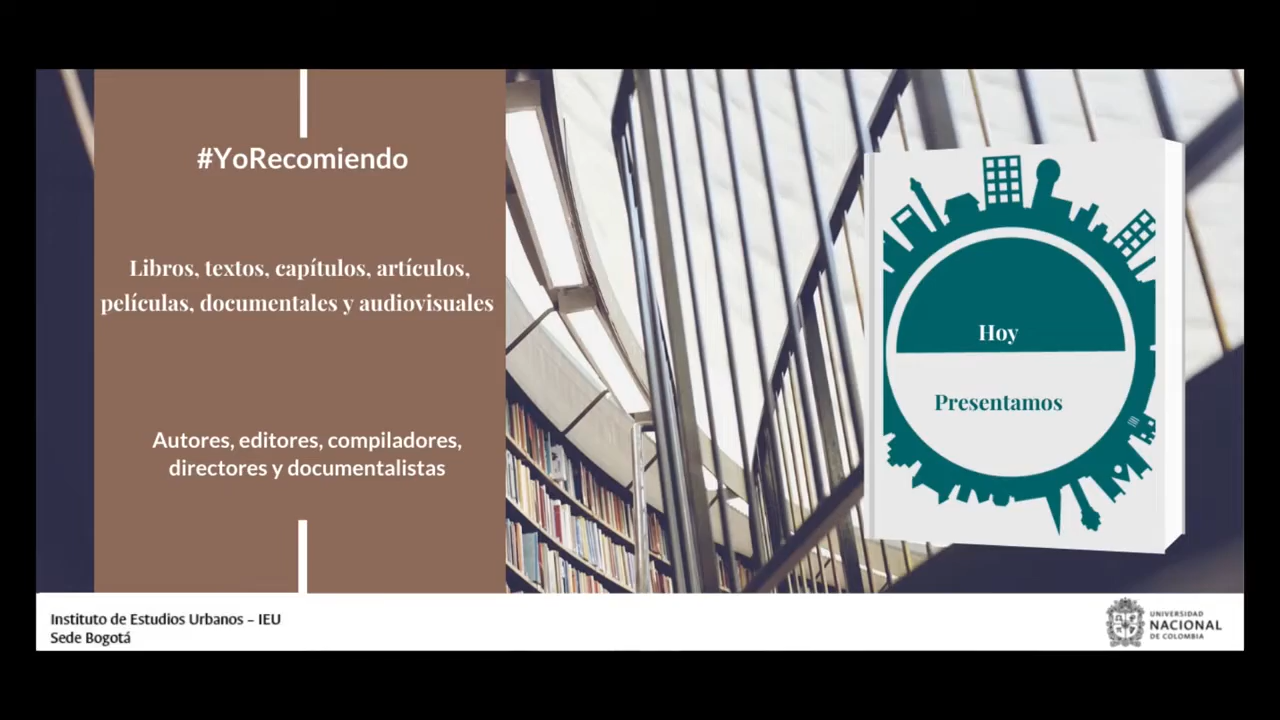 #YoRecomiendo
Libros, textos, capítulos, artículos,
películas, documentales y audiovisuales
Autores, editores, compiladores,
directores y documentalistas
Hoy
Presentamos
Instituto de Estudios Urbanos – IEU
Sede Bogotá
UNIVERSIDAD
NACIONAL
DE COLOMBIA